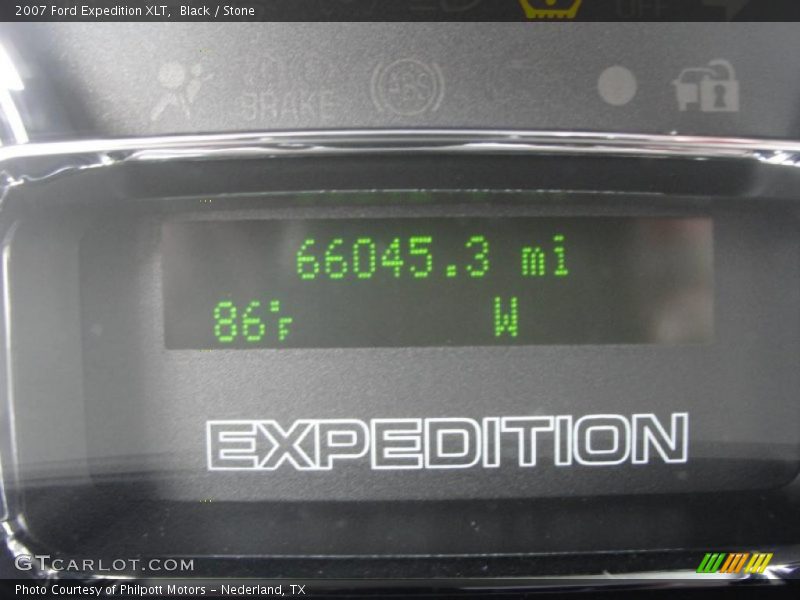 2007 Ford Expedition XLT,  Black / Stone
OFF
BRAKE
ABS
66045.3 mi
86°F W
EXPEDITION
GTCARLOT.COM
Photo Courtesy of Philpott Motors - Nederland, TX